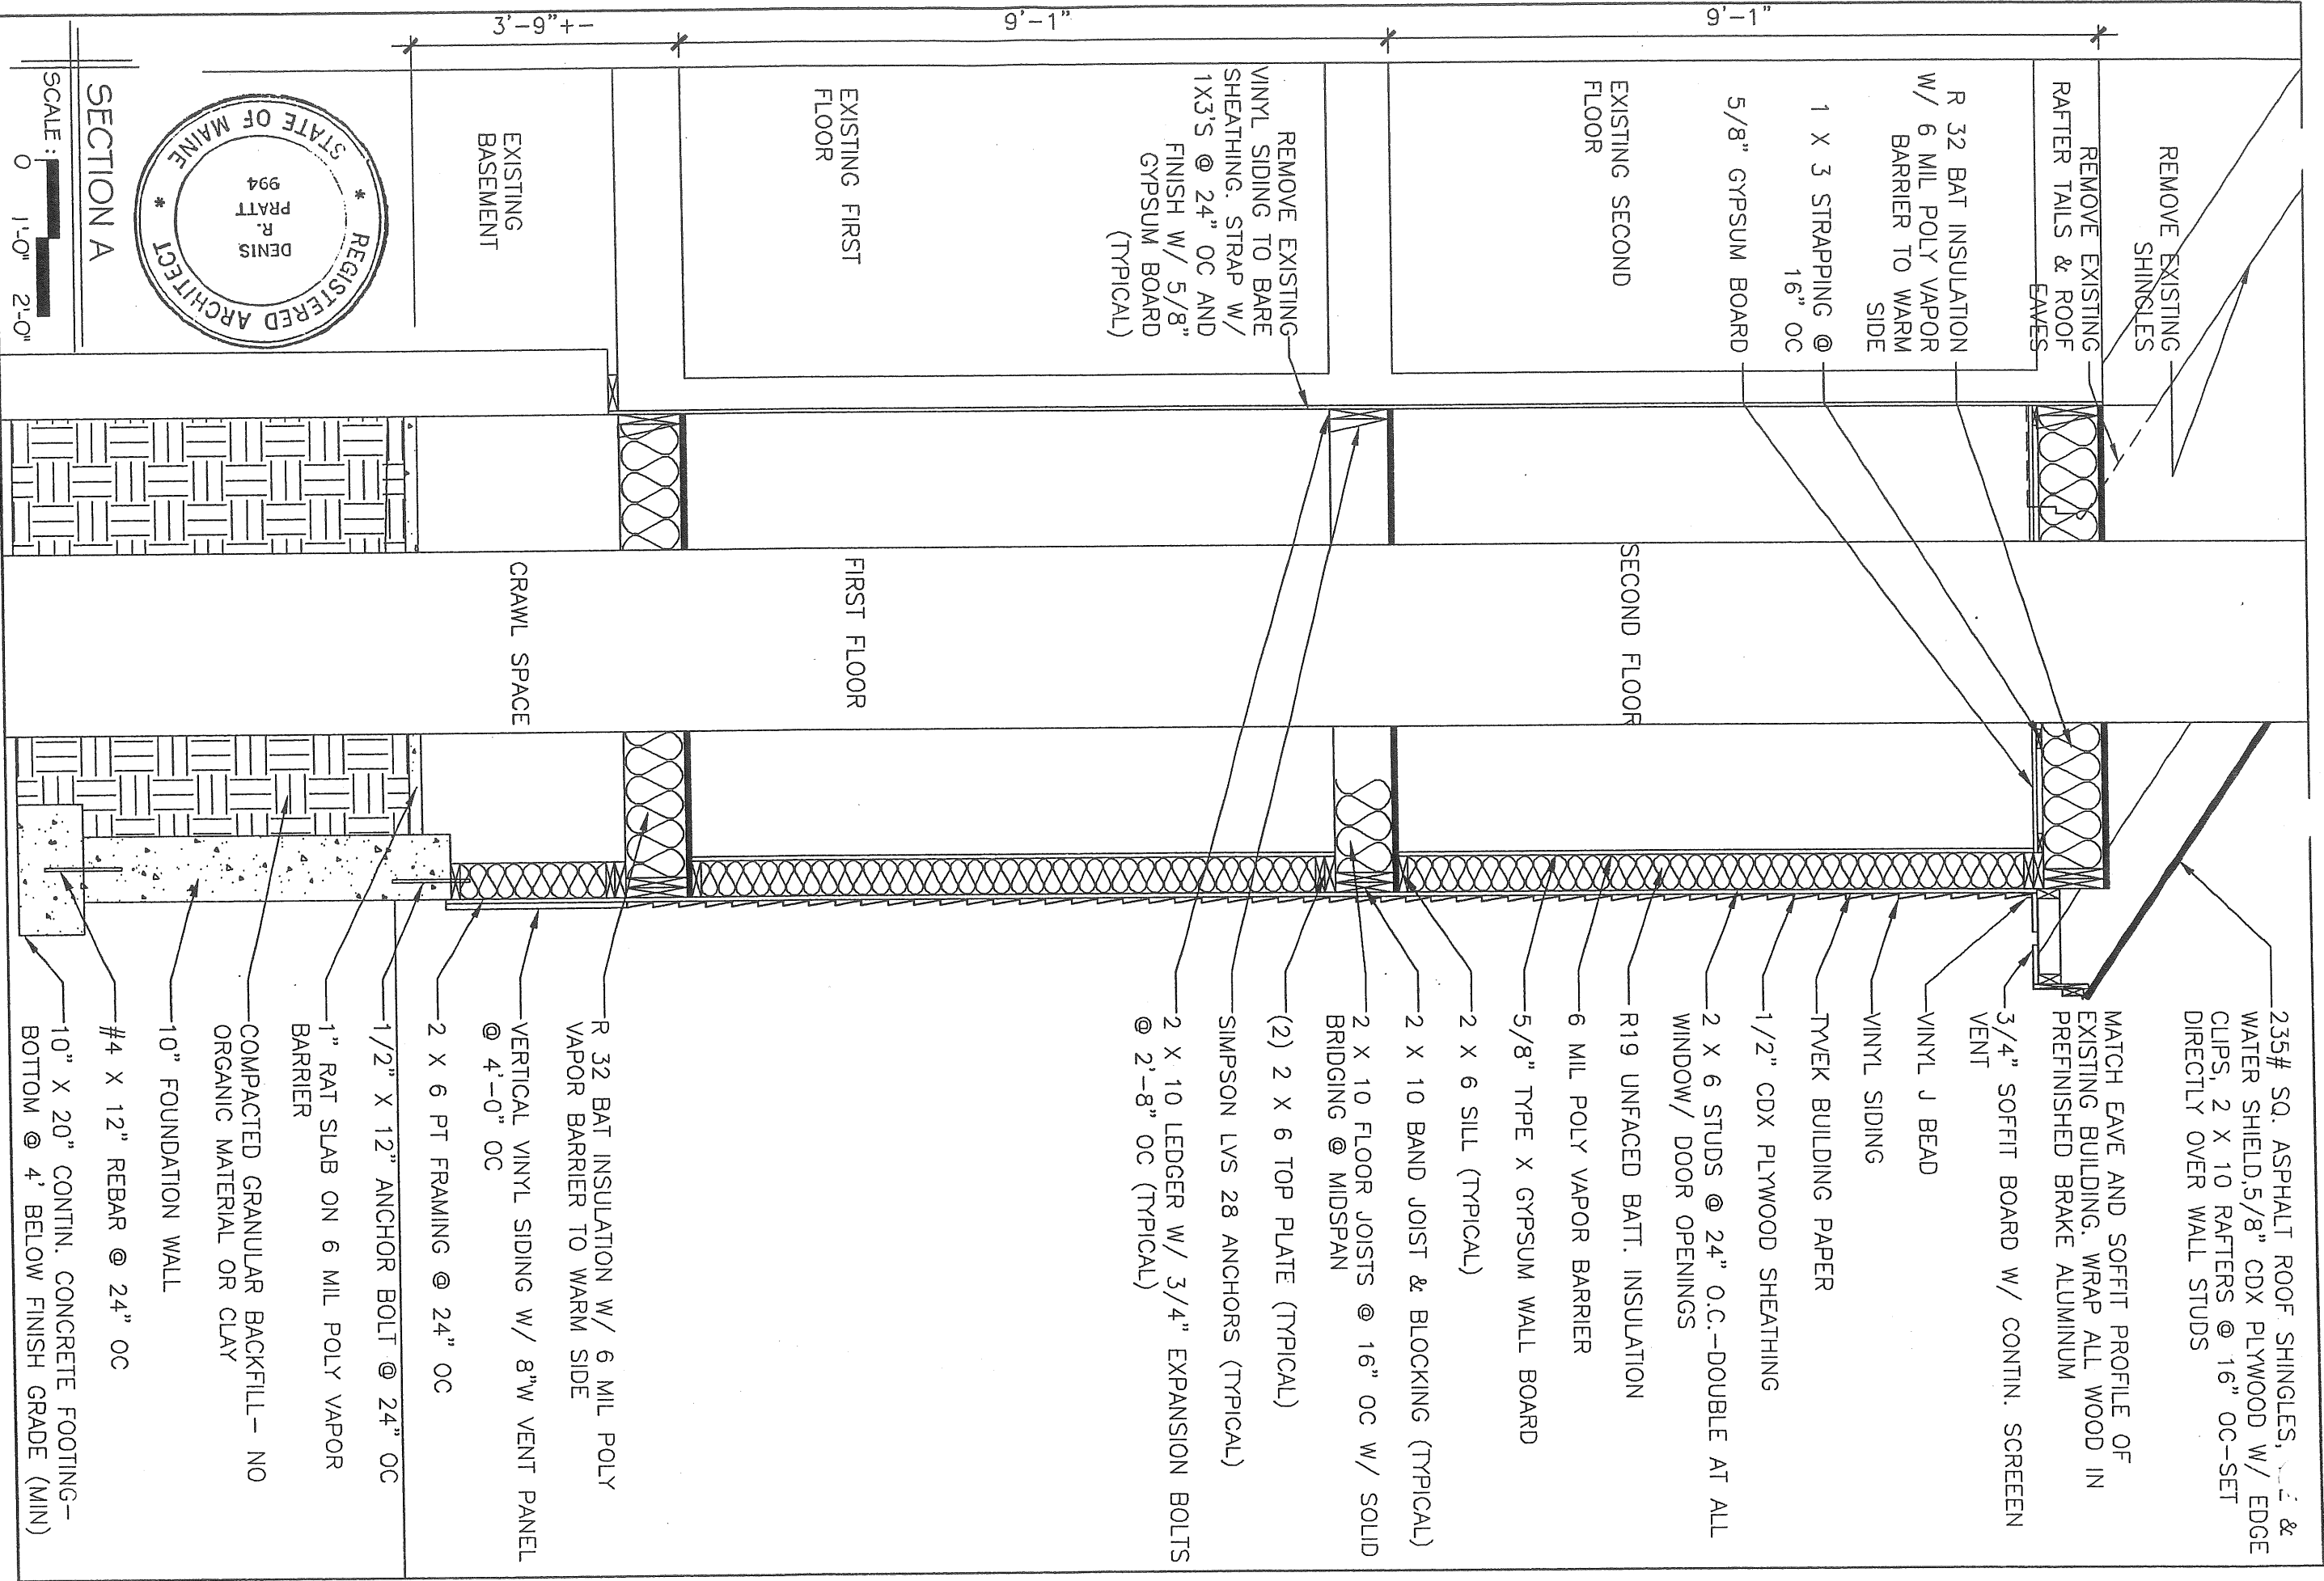 235# SQ. ASPHALT ROOF SHINGLES, &
WATER SHIELD,5/8" CDX PLYWOOD W/ EDGE
CLIPS, 2 X 10 RAFTERS @ 16" OC-SET
DIRECTLY OVER WALL STUDS
MATCH EAVE AND SOFFIT PROFILE OF
EXISTING BUILDING. WRAP ALL WOOD IN
PREFINISHED BRAKE ALUMINUM
3/4" SOFFIT BOARD W/ CONTIN. SCREEEN
VENT
VINYL J BEAD
VINYL SIDING
TYVEK BUILDING PAPER
1/2" CDX PLYWOOD SHEATHING
2 X 6 STUDS @ 24" O.C.-DOUBLE AT ALL
WINDOW/ DOOR OPENINGS
R19 UNFACED BATT. INSULATION
6 MIL POLY VAPOR BARRIER
5/8" TYPE X GYPSUM WALL BOARD
2 X 6 SILL (TYPICAL)
2 X 10 BAND JOIST & BLOCKING (TYPICAL)
2 X 10 FLOOR JOISTS @ 16" OC W/ SOLID
BRIDGING @ MIDSPAN
(2) 2 X 6 TOP PLATE (TYPICAL)
SIMPSON LVS 28 ANCHORS (TYPICAL)
2 X 10 LEDGER W/ 3/4" EXPANSION BOLTS
@ 2'-8" OC (TYPICAL)
R 32 BAT INSULATION W/ 6 MIL POLY
VAPOR BARRIER TO WARM SIDE
VERTICAL VINYL SIDING W/ 8"W VENT PANEL
@ 4'-0" OC
2 X 6 PT FRAMING @ 24" OC
1/2" X 12" ANCHOR BOLT @ 24" OC
1" RAT SLAB ON 6 MIL POLY VAPOR
BARRIER
COMPACTED GRANULAR BACKFILL- NO
ORGANIC MATERIAL OR CLAY
10" FOUNDATION WALL
#4 X 12" REBAR @ 24" OC
10" X 20" CONTIN. CONCRETE FOOTING-
BOTTOM @ 4' BELOW FINISH GRADE (MIN)
SECOND FLOOR
FIRST FLOOR
CRAWL SPACE
REMOVE EXISTING
SHINGLES
REMOVE EXISTING
RAFTER TAILS & ROOF
EAVES
R 32 BAT INSULATION
W/ 6 MIL POLY VAPOR
BARRIER TO WARM
SIDE
1 X 3 STRAPPING @
16" OC
5/8" GYPSUM BOARD
EXISTING SECOND
FLOOR
REMOVE EXISTING
VINYL SIDING TO BARE
SHEATHING. STRAP W/
1X3'S @ 24" OC AND
FINISH W/ 5/8"
GYPSUM BOARD
(TYPICAL)
EXISTING FIRST
FLOOR
EXISTING
BASEMENT
9'-1"
9'-1"
3'-9"+-
* REGISTERED ARCHITECT *
STATE OF MAINE
DENIS
R.
PRATT
994
SECTION A
SCALE :
0 1'-0" 2'-0"